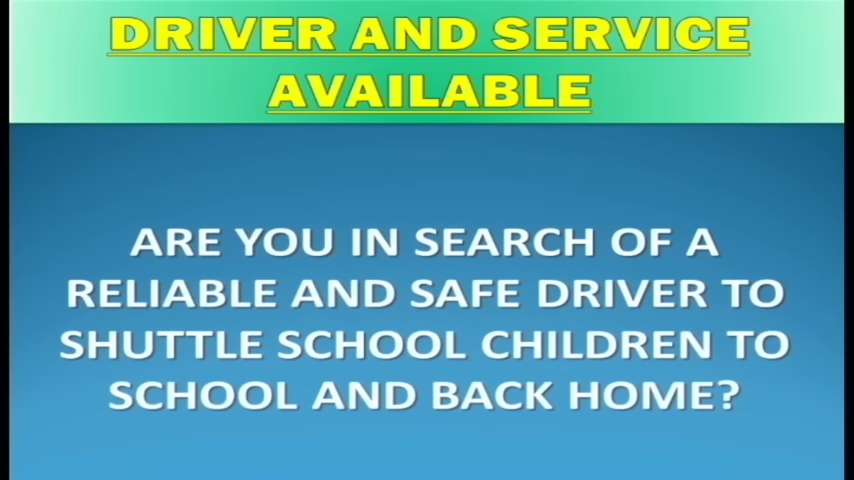 DRIVER AND SERVICE
AVAILABLE
ARE YOU IN SEARCH OF A
RELIABLE AND SAFE DRIVER TO
SHUTTLE SCHOOL CHILDREN TO
SCHOOL AND BACK HOME?